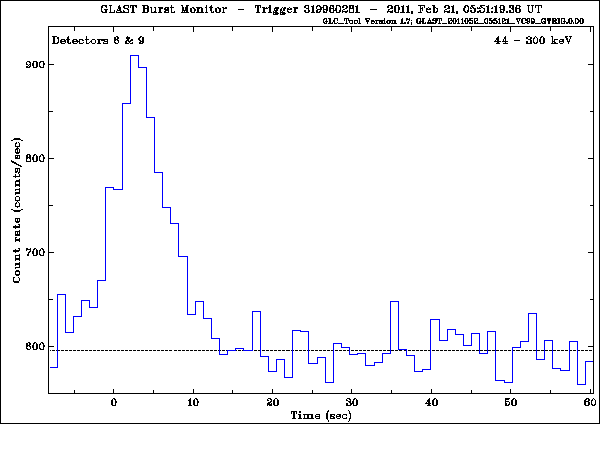 GLAST Burst Monitor - Trigger 319960281 - 2011, Feb 21, 05:51:19.36 UT
GLC_Tool Version 1.7; GLAST_2011052_055121_VC09_GTRIG.0.00
Detectors 6 & 9
44 - 300 keV
900
800
700
600
Count rate (counts/sec)
0 10 20 30 40 50 60
Time (sec)